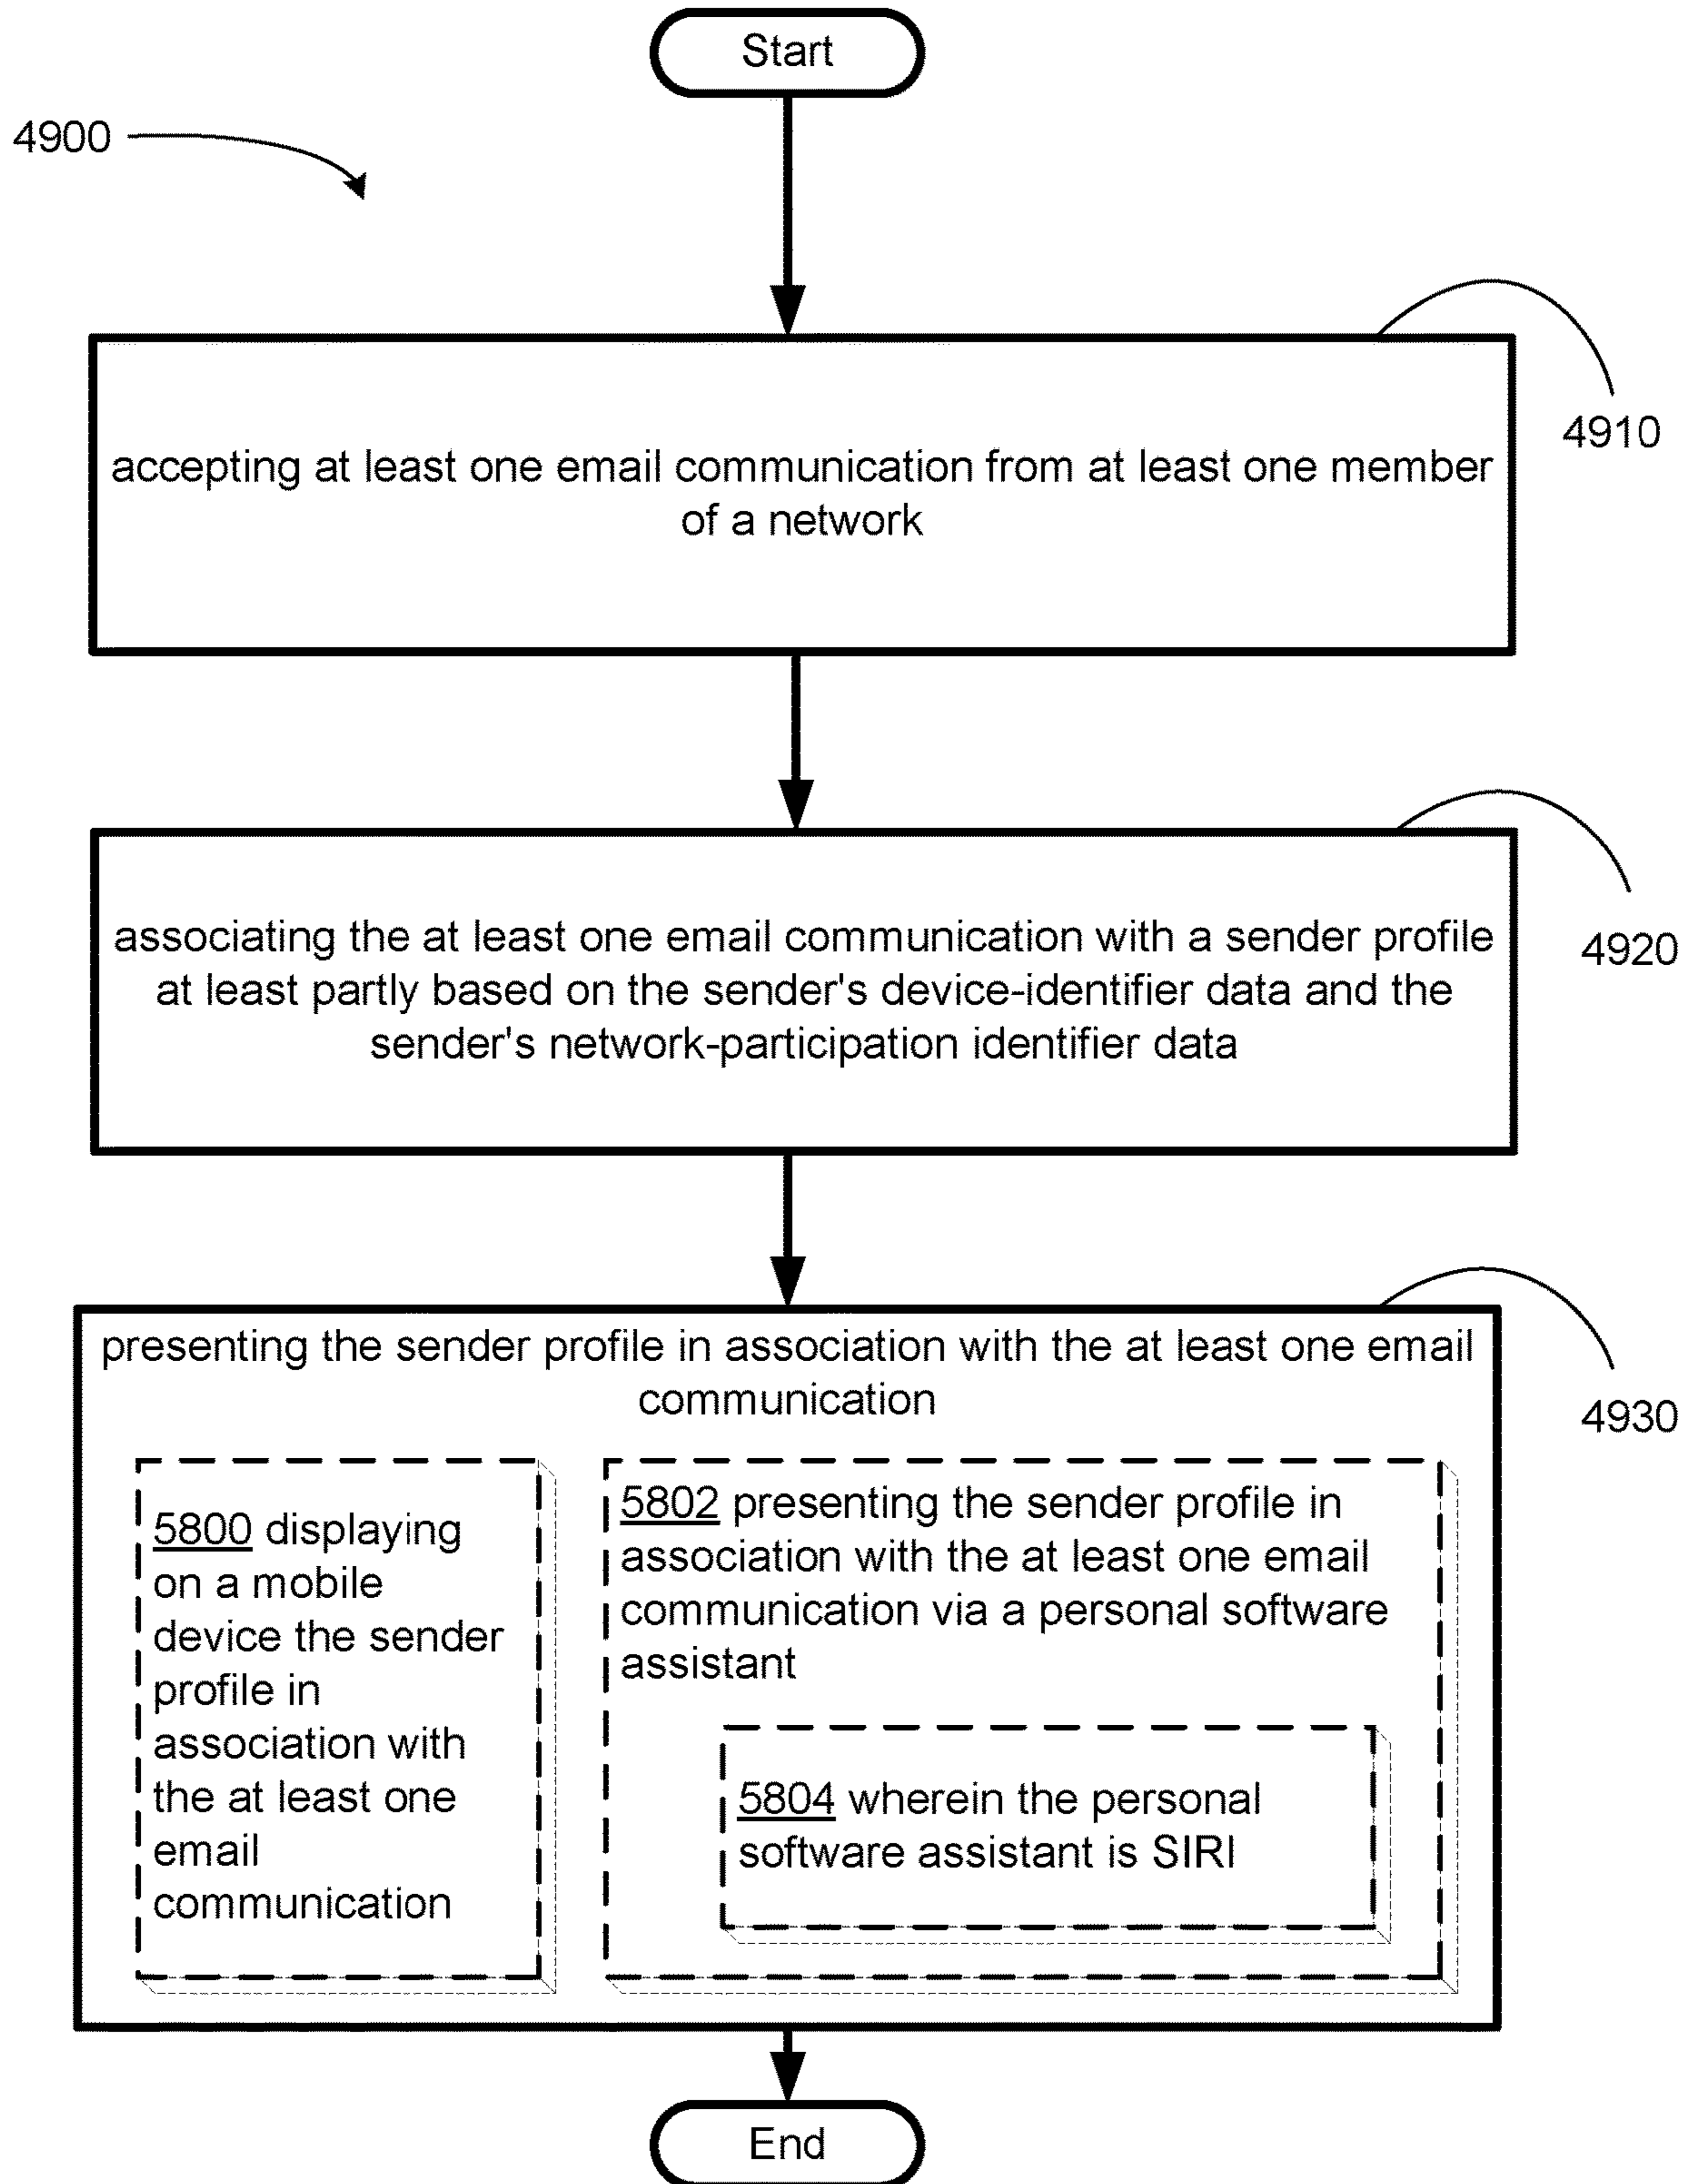 Start
4900
4910
accepting at least one email communication from at least one member
of a network
4920
associating the at least one email communication with a sender profile
at least partly based on the sender's device-identifier data and the
sender's network-participation identifier data
4930
presenting the sender profile in association with the at least one email
communication
5800 displaying
on a mobile
device the sender
profile in
association with
the at least one
email
communication
5802 presenting the sender profile in
association with the at least one email
communication via a personal software
assistant
5804 wherein the personal
software assistant is SIRI
End